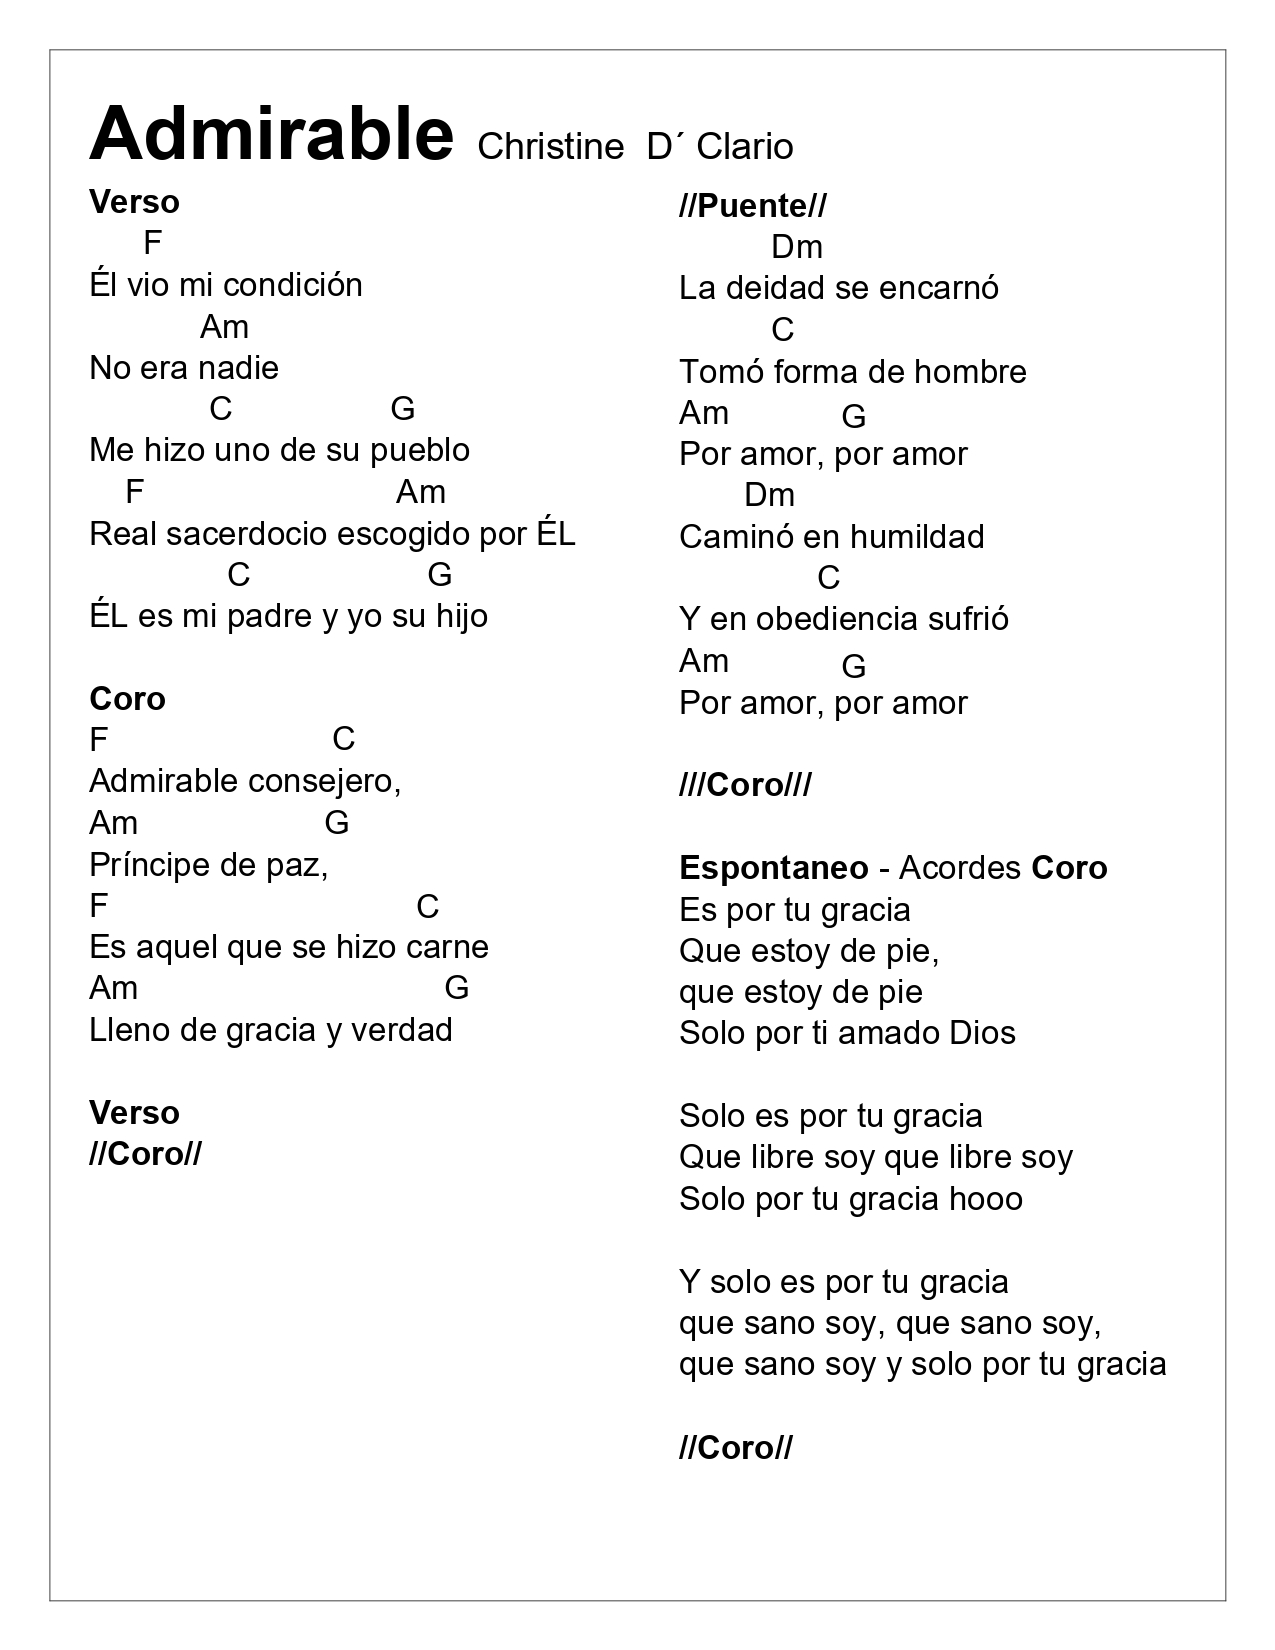 Admirable Christine D´ Clario
Verso
F
Él vio mi condición
Am
No era nadie
C G
Me hizo uno de su pueblo
F Am
Real sacerdocio escogido por ÉL
C G
ÉL es mi padre y yo su hijo
Coro
F C
Admirable consejero,
Am G
Príncipe de paz,
F C
Es aquel que se hizo carne
Am G
Lleno de gracia y verdad
Verso
//Coro//
//Puente//
Dm
La deidad se encarnó
C
Tomó forma de hombre
Am G
Por amor, por amor
Dm
Caminó en humildad
C
Y en obediencia sufrió
Am G
Por amor, por amor
///Coro///
Espontaneo - Acordes Coro
Es por tu gracia
Que estoy de pie,
que estoy de pie
Solo por ti amado Dios
Solo es por tu gracia
Que libre soy que libre soy
Solo por tu gracia hooo
Y solo es por tu gracia
que sano soy, que sano soy,
que sano soy y solo por tu gracia
//Coro//